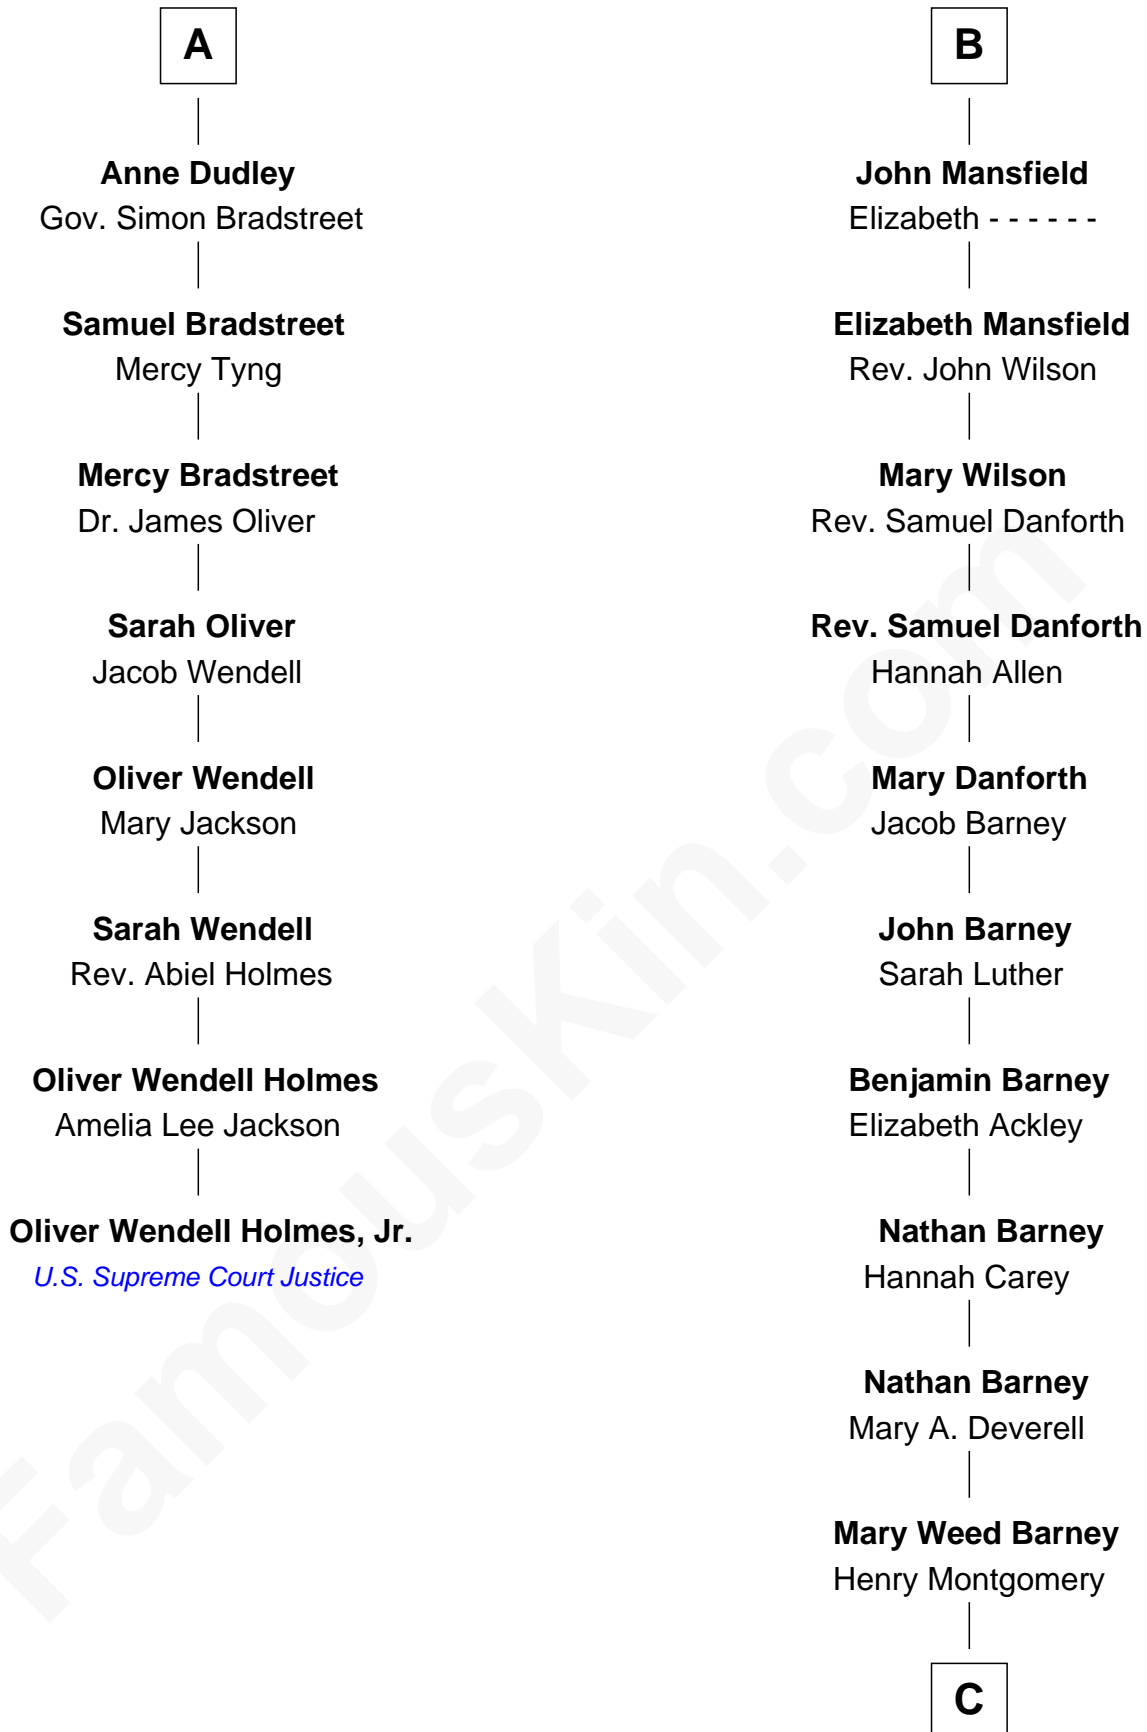 A
Anne Dudley
Gov. Simon Bradstreet
Samuel Bradstreet
Mercy Tyng
Mercy Bradstreet
Dr. James Oliver
Sarah Oliver
Jacob Wendell
Oliver Wendell
Mary Jackson
Sarah Wendell
Rev. Abiel Holmes
Oliver Wendell Holmes
Amelia Lee Jackson
Oliver Wendell Holmes, Jr.
U.S. Supreme Court Justice
B
John Mansfield
Elizabeth - - - - - -
Elizabeth Mansfield
Rev. John Wilson
Mary Wilson
Rev. Samuel Danforth
Rev. Samuel Danforth
Hannah Allen
Mary Danforth
Jacob Barney
John Barney
Sarah Luther
Benjamin Barney
Elizabeth Ackley
Nathan Barney
Hannah Carey
Nathan Barney
Mary A. Deverell
Mary Weed Barney
Henry Montgomery
C
FamousKin.com